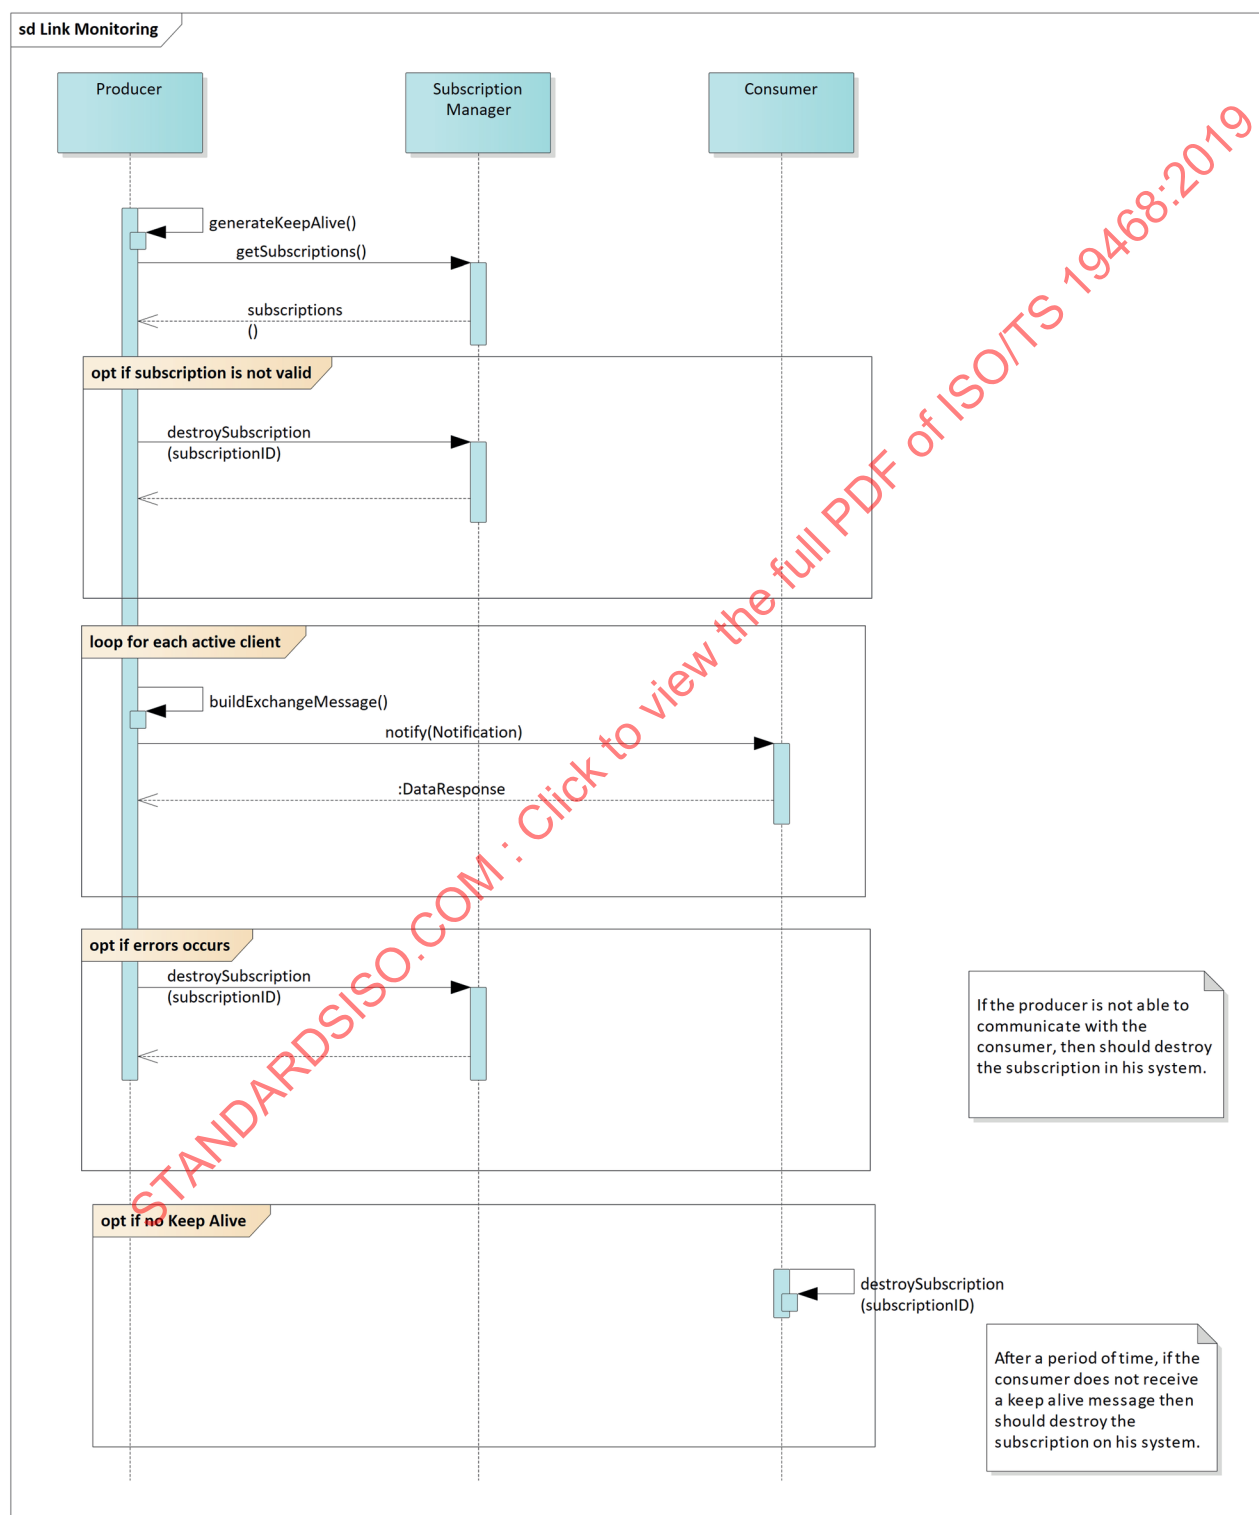 sd Link Monitoring
Producer
Subscription
Manager
Consumer
generateKeepAlive()
getSubscriptions()
subscriptions
()
opt if subscription is not valid
destroySubscription
(subscriptionID)
loop for each active client
buildExchangeMessage()
notify(Notification)
:DataResponse
opt if errors occurs
destroySubscription
(subscriptionID)
If the producer is not able to
communicate with the
consumer, then should destroy
the subscription in his system.
opt if no Keep Alive
destroySubscription
(subscriptionID)
After a period of time, if the
consumer does not receive
a keep alive message then
should destroy the
subscription on his system.
STANDARDSISO.COM : Click to view the full PDF of ISO/TS 19468:2019